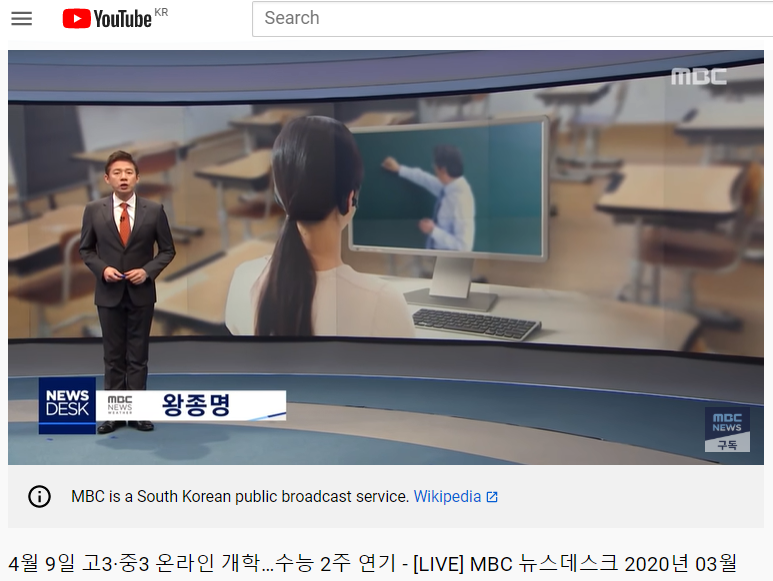 YouTube KR
Search
MBC
NEWS
DESK
MBC
NEWS
WEATHER
왕종명
MBC
NEWS
구독
MBC is a South Korean public broadcast service. Wikipedia
4월 9일 고3·중3 온라인 개학...수능 2주 연기 - [LIVE] MBC 뉴스데스크 2020년 03월